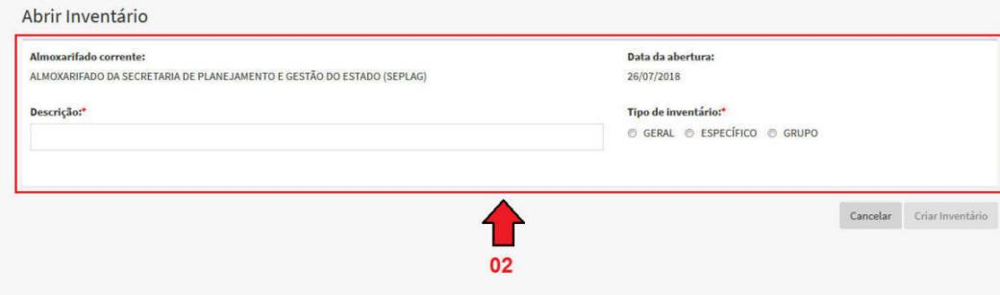 Abrir Inventário
Almoxarifado corrente:
ALMOXARIFADO DA SECRETARIA DE PLANEJAMENTO E GESTÃO DO ESTADO (SEPLAG)
Data da abertura:
26/07/2018
Descrição:*
Tipo de inventário:*
GERAL ESPECÍFICO GRUPO
Cancelar Criar Inventário
02